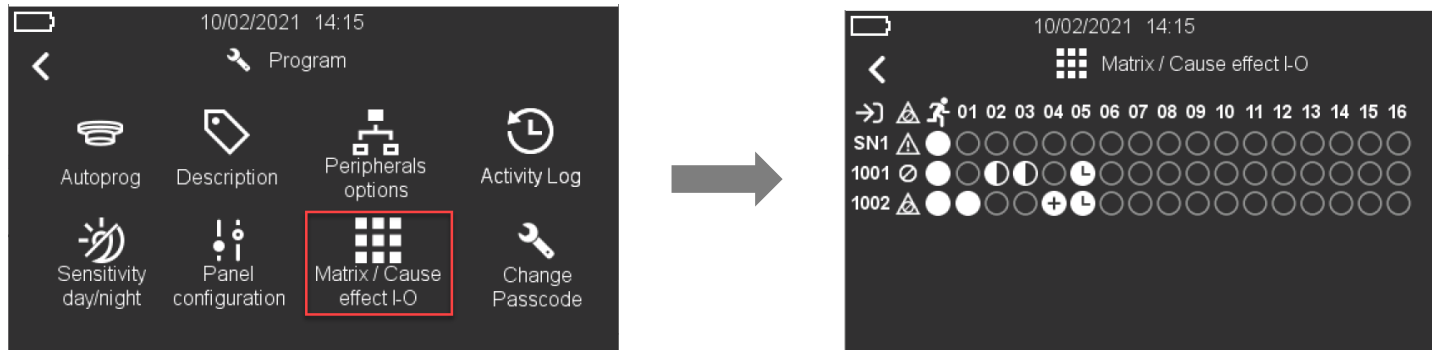 10/02/2021 14:15
Program
Autoprog
Description
Peripherals
options
Activity Log
Sensitivity
day/night
Panel
configuration
Matrix / Cause
effect I-O
Change
Passcode
10/02/2021 14:15
Matrix / Cause effect I-O
01 02 03 04 05 06 07 08 09 10 11 12 13 14 15 16
SN1
1001
1002